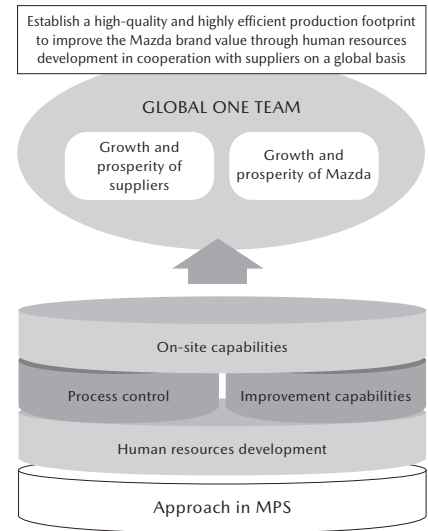 Establish a high-quality and highly efficient production footprint
to improve the Mazda brand value through human resources
development in cooperation with suppliers on a global basis
GLOBAL ONE TEAM
Growth and
prosperity of
suppliers
Growth and
prosperity of Mazda
On-site capabilities
Process control
Improvement capabilities
Human resources development
Approach in MPS